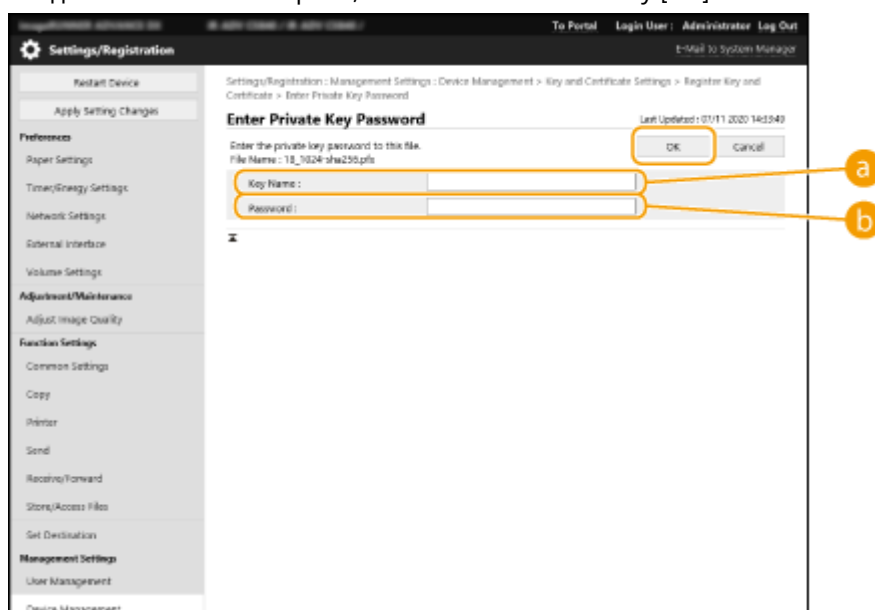 To Portal Login User : Administrator Log Out
Settings/Registration
E-Mail to System Manager
Restart Device
Apply Setting Changes
Preferences
Paper Settings
Timer/Energy Settings
Network Settings
External Interface
Volume Settings
Adjustment/Maintenance
Adjust Image Quality
Function Settings
Common Settings
Copy
Printer
Send
Receive/Forward
Store/Access Files
Set Destination
Management Settings
User Management
Device Management
Settings/Registration : Management Settings : Device Management > Key and Certificate Settings > Register Key and
Certificate > Enter Private Key Password
Enter Private Key Password
Last Updated : 07/11 2020 14:33:49
Enter the private key password to this file.
File Name : 18_1024-sha256.pfx
OK
Cancel
Key Name :
Password :
a
b